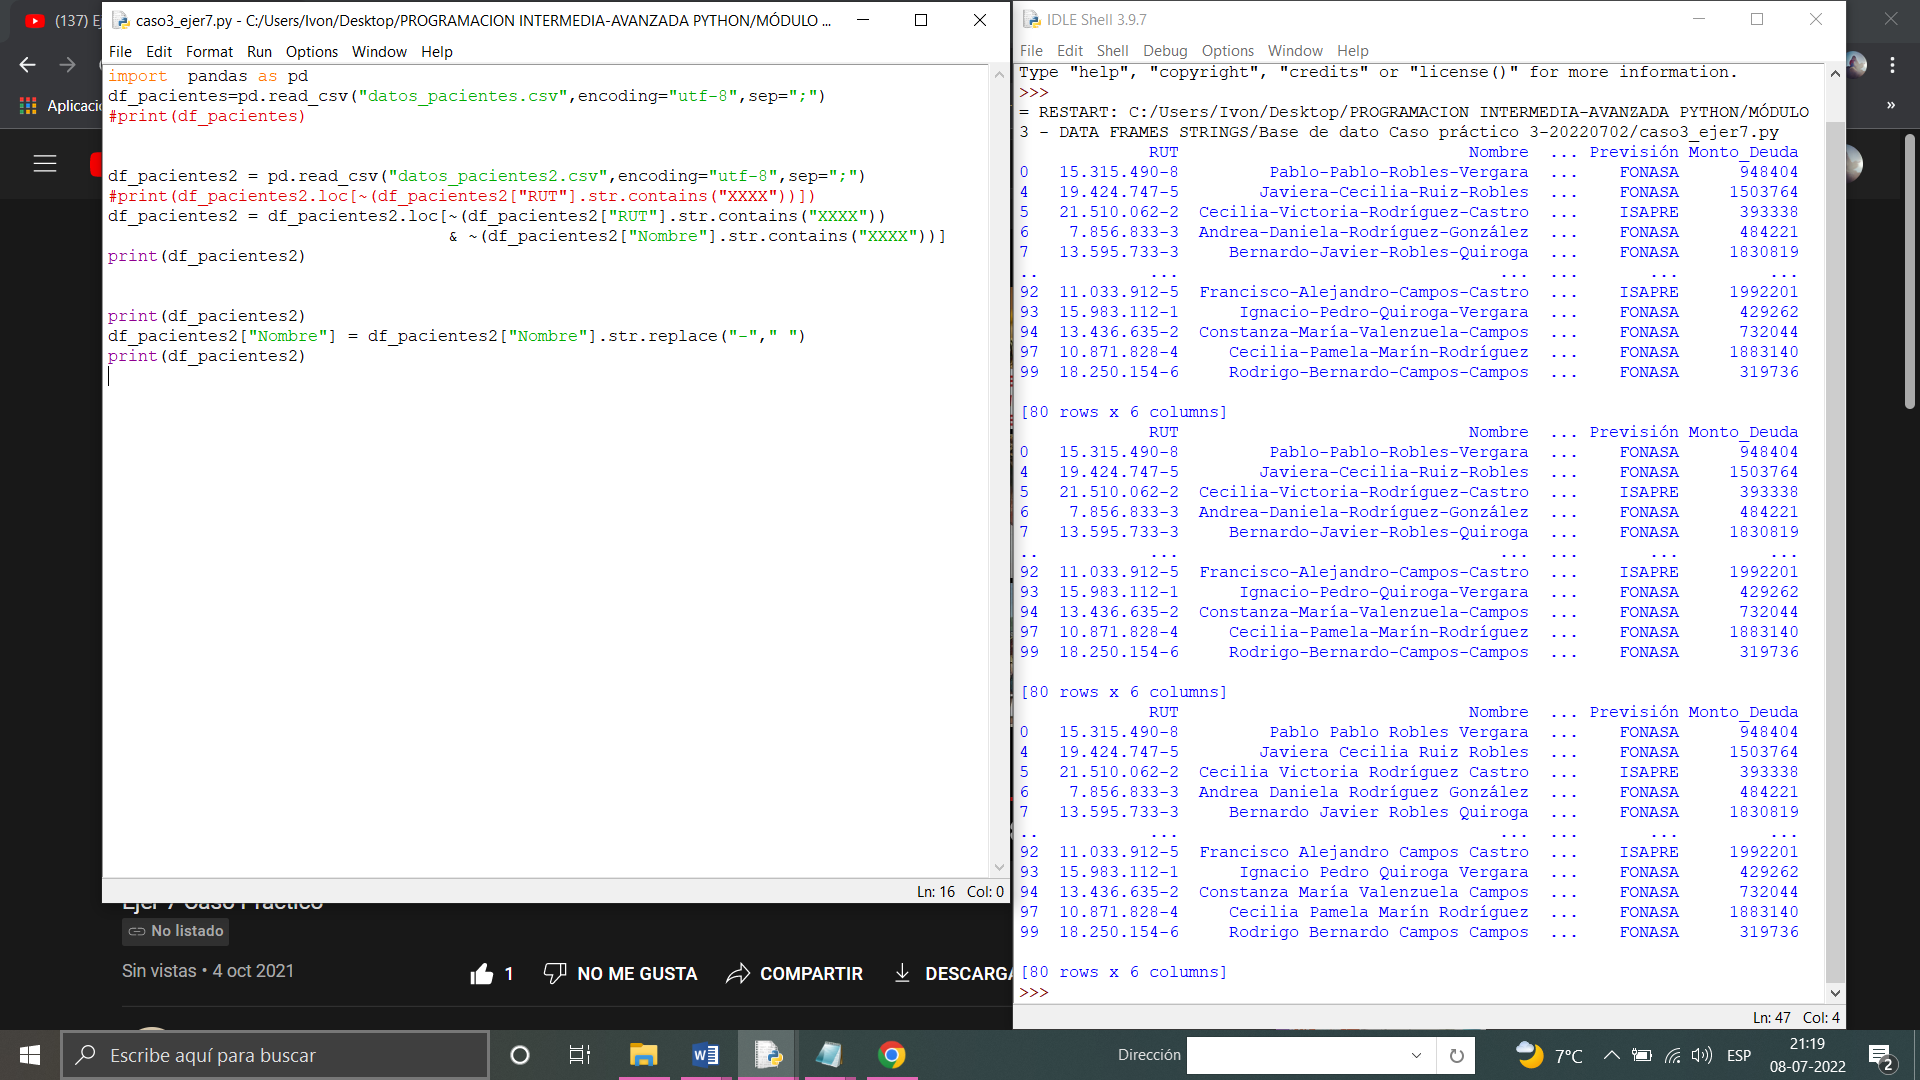 (137) Ej
Aplicacio
»
caso3_ejer7.py - C:/Users/Ivon/Desktop/PROGRAMACION INTERMEDIA-AVANZADA PYTHON/MÓDULO ...
File Edit Format Run Options Window Help
import  pandas as pd
df_pacientes=pd.read_csv("datos_pacientes.csv",encoding="utf-8",sep=";")
#print(df_pacientes)
df_pacientes2 = pd.read_csv("datos_pacientes2.csv",encoding="utf-8",sep=";")
#print(df_pacientes2.loc[~(df_pacientes2["RUT"].str.contains("XXXX"))])
df_pacientes2 = df_pacientes2.loc[~(df_pacientes2["RUT"].str.contains("XXXX"))
& ~(df_pacientes2["Nombre"].str.contains("XXXX"))]
print(df_pacientes2)
print(df_pacientes2)
df_pacientes2["Nombre"] = df_pacientes2["Nombre"].str.replace("-"," ")
print(df_pacientes2)
Ln: 16 Col: 0
IDLE Shell 3.9.7
File Edit Shell Debug Options Window Help
Type "help", "copyright", "credits" or "license()" for more information.
>>>
= RESTART: C:/Users/Ivon/Desktop/PROGRAMACION INTERMEDIA-AVANZADA PYTHON/MÓDULO
3 - DATA FRAMES STRINGS/Base de dato Caso práctico 3-20220702/caso3_ejer7.py
RUT Nombre ... Previsión Monto_Deuda
0 15.315.490-8 Pablo-Pablo-Robles-Vergara ... FONASA 948404
4 19.424.747-5 Javiera-Cecilia-Ruiz-Robles ... FONASA 1503764
5 21.510.062-2 Cecilia-Victoria-Rodríguez-Castro ... ISAPRE 393338
6 7.856.833-3 Andrea-Daniela-Rodríguez-González ... FONASA 484221
7 13.595.733-3 Bernardo-Javier-Robles-Quiroga ... FONASA 1830819
.. ... ... ... ... ...
92 11.033.912-5 Francisco-Alejandro-Campos-Castro ... ISAPRE 1992201
93 15.983.112-1 Ignacio-Pedro-Quiroga-Vergara ... FONASA 429262
94 13.436.635-2 Constanza-María-Valenzuela-Campos ... FONASA 732044
97 10.871.828-4 Cecilia-Pamela-Marín-Rodríguez ... FONASA 1883140
99 18.250.154-6 Rodrigo-Bernardo-Campos-Campos ... FONASA 319736
[80 rows x 6 columns]
RUT Nombre ... Previsión Monto_Deuda
0 15.315.490-8 Pablo-Pablo-Robles-Vergara ... FONASA 948404
4 19.424.747-5 Javiera-Cecilia-Ruiz-Robles ... FONASA 1503764
5 21.510.062-2 Cecilia-Victoria-Rodríguez-Castro ... ISAPRE 393338
6 7.856.833-3 Andrea-Daniela-Rodríguez-González ... FONASA 484221
7 13.595.733-3 Bernardo-Javier-Robles-Quiroga ... FONASA 1830819
.. ... ... ... ... ...
92 11.033.912-5 Francisco-Alejandro-Campos-Castro ... ISAPRE 1992201
93 15.983.112-1 Ignacio-Pedro-Quiroga-Vergara ... FONASA 429262
94 13.436.635-2 Constanza-María-Valenzuela-Campos ... FONASA 732044
97 10.871.828-4 Cecilia-Pamela-Marín-Rodríguez ... FONASA 1883140
99 18.250.154-6 Rodrigo-Bernardo-Campos-Campos ... FONASA 319736
[80 rows x 6 columns]
RUT Nombre ... Previsión Monto_Deuda
0 15.315.490-8 Pablo Pablo Robles Vergara ... FONASA 948404
4 19.424.747-5 Javiera Cecilia Ruiz Robles ... FONASA 1503764
5 21.510.062-2 Cecilia Victoria Rodríguez Castro ... ISAPRE 393338
6 7.856.833-3 Andrea Daniela Rodríguez González ... FONASA 484221
7 13.595.733-3 Bernardo Javier Robles Quiroga ... FONASA 1830819
.. ... ... ... ... ...
92 11.033.912-5 Francisco Alejandro Campos Castro ... ISAPRE 1992201
93 15.983.112-1 Ignacio Pedro Quiroga Vergara ... FONASA 429262
94 13.436.635-2 Constanza María Valenzuela Campos ... FONASA 732044
97 10.871.828-4 Cecilia Pamela Marín Rodríguez ... FONASA 1883140
99 18.250.154-6 Rodrigo Bernardo Campos Campos ... FONASA 319736
[80 rows x 6 columns]
>>>
Ln: 47 Col: 4
Ejer 7 Caso Práctico
No listado
Sin vistas • 4 oct 2021
1 NO ME GUSTA COMPARTIR DESCARGA
Escribe aquí para buscar
Dirección
7°C
ESP
21:19
08-07-2022
2